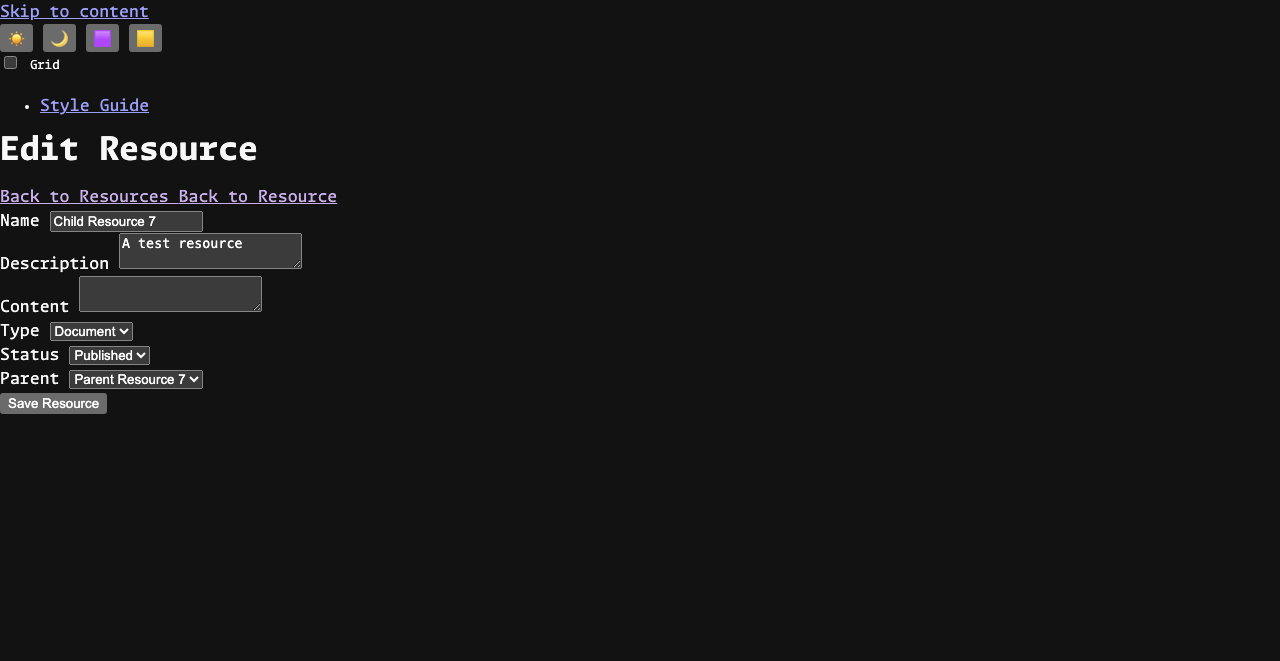 Skip to content
Grid
Style Guide
Edit Resource
Back to Resources Back to Resource
Name Child Resource 7
Description A test resource
Content
Type Document
Status Published
Parent Parent Resource 7
Save Resource